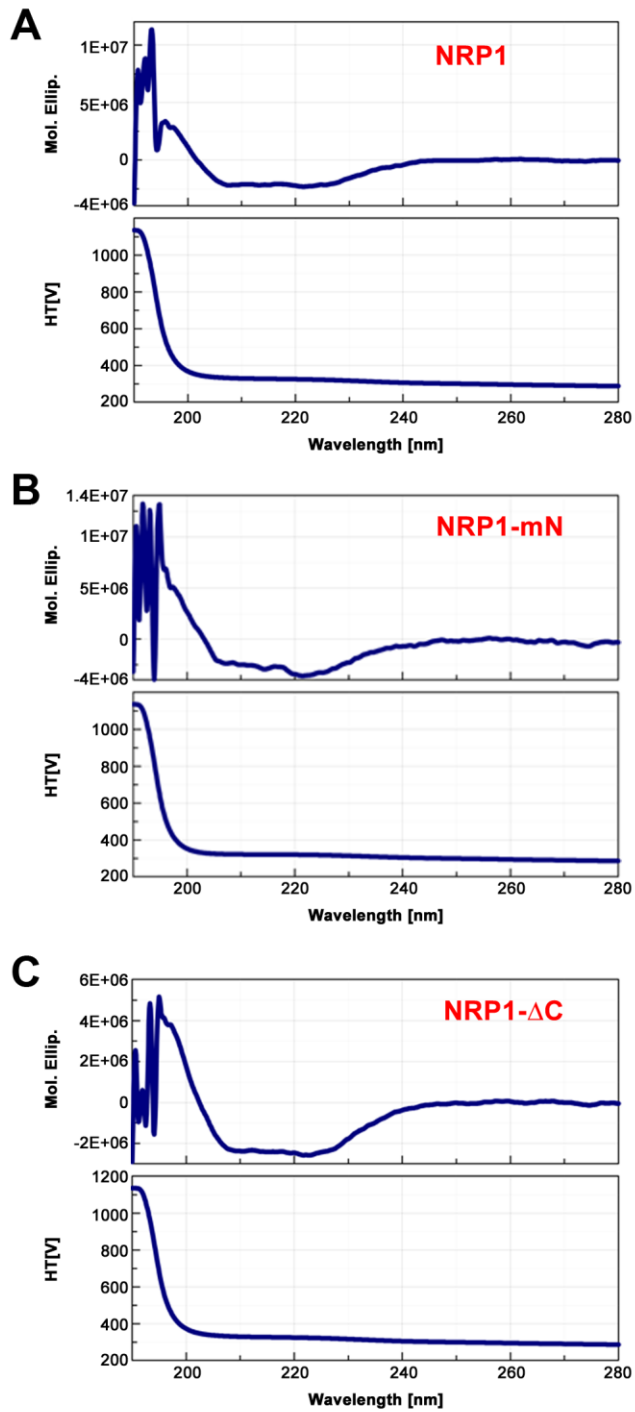 A
NRP1
Mol. Ellip.
1E+07
5E+06
0
-4E+06
HT[V]
1000
800
600
400
200
200 220 240 260 280
Wavelength [nm]
B
NRP1-mN
Mol. Ellip.
1.4E+07
1E+07
5E+06
0
-4E+06
HT[V]
1000
800
600
400
200
200 220 240 260 280
Wavelength [nm]
C
NRP1-ΔC
Mol. Ellip.
6E+06
4E+06
2E+06
0
-2E+06
HT[V]
1200
1000
800
600
400
200
200 220 240 260 280
Wavelength [nm]